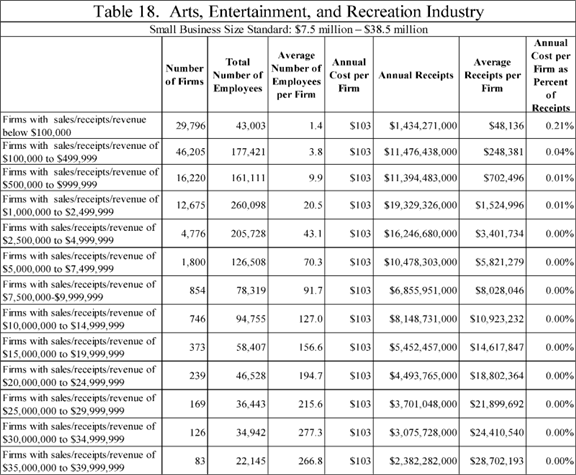 Table 18. Arts, Entertainment, and Recreation Industry
Small Business Size Standard: $7.5 million – $38.5 million
Number of Firms Total Number of Employees Average Number of Employees per Firm Annual Cost per Firm Annual Receipts Average Receipts per Firm Annual Cost per Firm as Percent of Receipts
Firms with sales/receipts/revenue below $100,000 29,796 43,003 1.4 $103 $1,434,271,000 $48,136 0.21%
Firms with sales/receipts/revenue of $100,000 to $499,999 46,205 177,421 3.8 $103 $11,476,438,000 $248,381 0.04%
Firms with sales/receipts/revenue of $500,000 to $999,999 16,220 161,111 9.9 $103 $11,394,483,000 $702,496 0.01%
Firms with sales/receipts/revenue of $1,000,000 to $2,499,999 12,675 260,098 20.5 $103 $19,329,326,000 $1,524,996 0.01%
Firms with sales/receipts/revenue of $2,500,000 to $4,999,999 4,776 205,728 43.1 $103 $16,246,680,000 $3,401,734 0.00%
Firms with sales/receipts/revenue of $5,000,000 to $7,499,999 1,800 126,508 70.3 $103 $10,478,303,000 $5,821,279 0.00%
Firms with sales/receipts/revenue of $7,500,000-$9,999,999 854 78,319 91.7 $103 $6,855,951,000 $8,028,046 0.00%
Firms with sales/receipts/revenue of $10,000,000 to $14,999,999 746 94,755 127.0 $103 $8,148,731,000 $10,923,232 0.00%
Firms with sales/receipts/revenue of $15,000,000 to $19,999,999 373 58,407 156.6 $103 $5,452,457,000 $14,617,847 0.00%
Firms with sales/receipts/revenue of $20,000,000 to $24,999,999 239 46,528 194.7 $103 $4,493,765,000 $18,802,364 0.00%
Firms with sales/receipts/revenue of $25,000,000 to $29,999,999 169 36,443 215.6 $103 $3,701,048,000 $21,899,692 0.00%
Firms with sales/receipts/revenue of $30,000,000 to $34,999,999 126 34,942 277.3 $103 $3,075,728,000 $24,410,540 0.00%
Firms with sales/receipts/revenue of $35,000,000 to $39,999,999 83 22,145 266.8 $103 $2,382,282,000 $28,702,193 0.00%